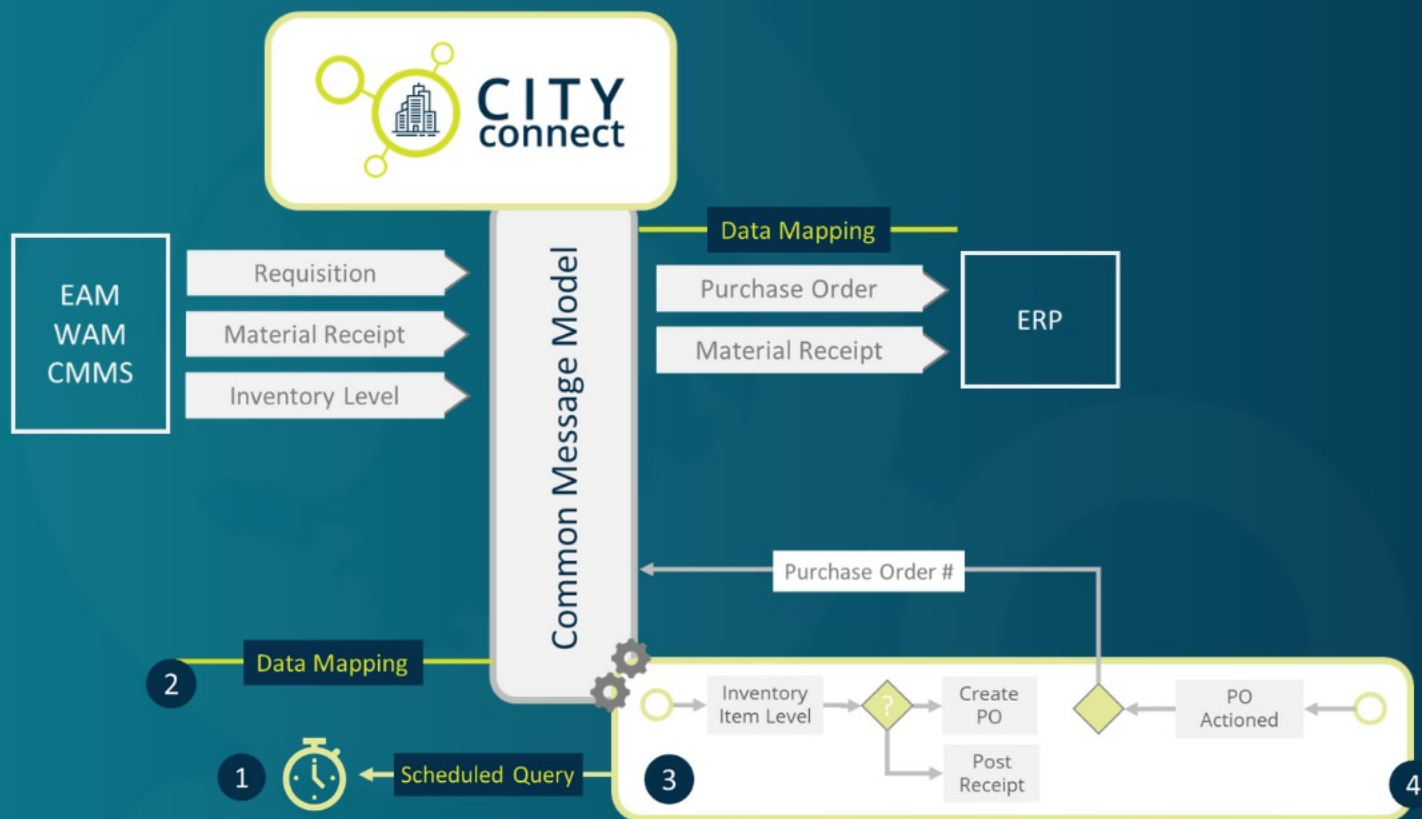 CITY
connect
Data Mapping
EAM
WAM
CMMS
Requisition
Material Receipt
Inventory Level
Common Message Model
Purchase Order
Material Receipt
ERP
Purchase Order #
2
Data Mapping
1
Scheduled Query
3
Inventory
Item Level
?
Create
PO
Post
Receipt
PO
Actioned
4